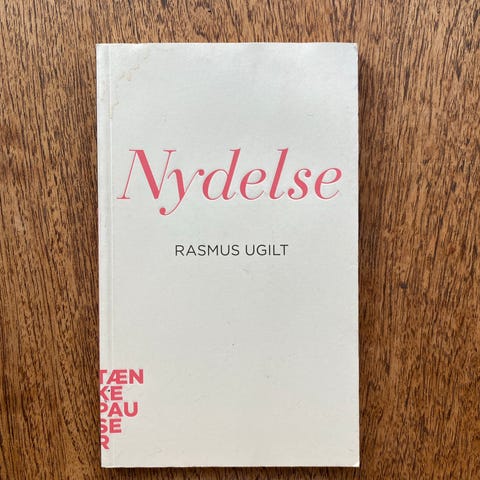 Nydelse
RASMUS UGILT
TÆN
KE
PAU
SE
R